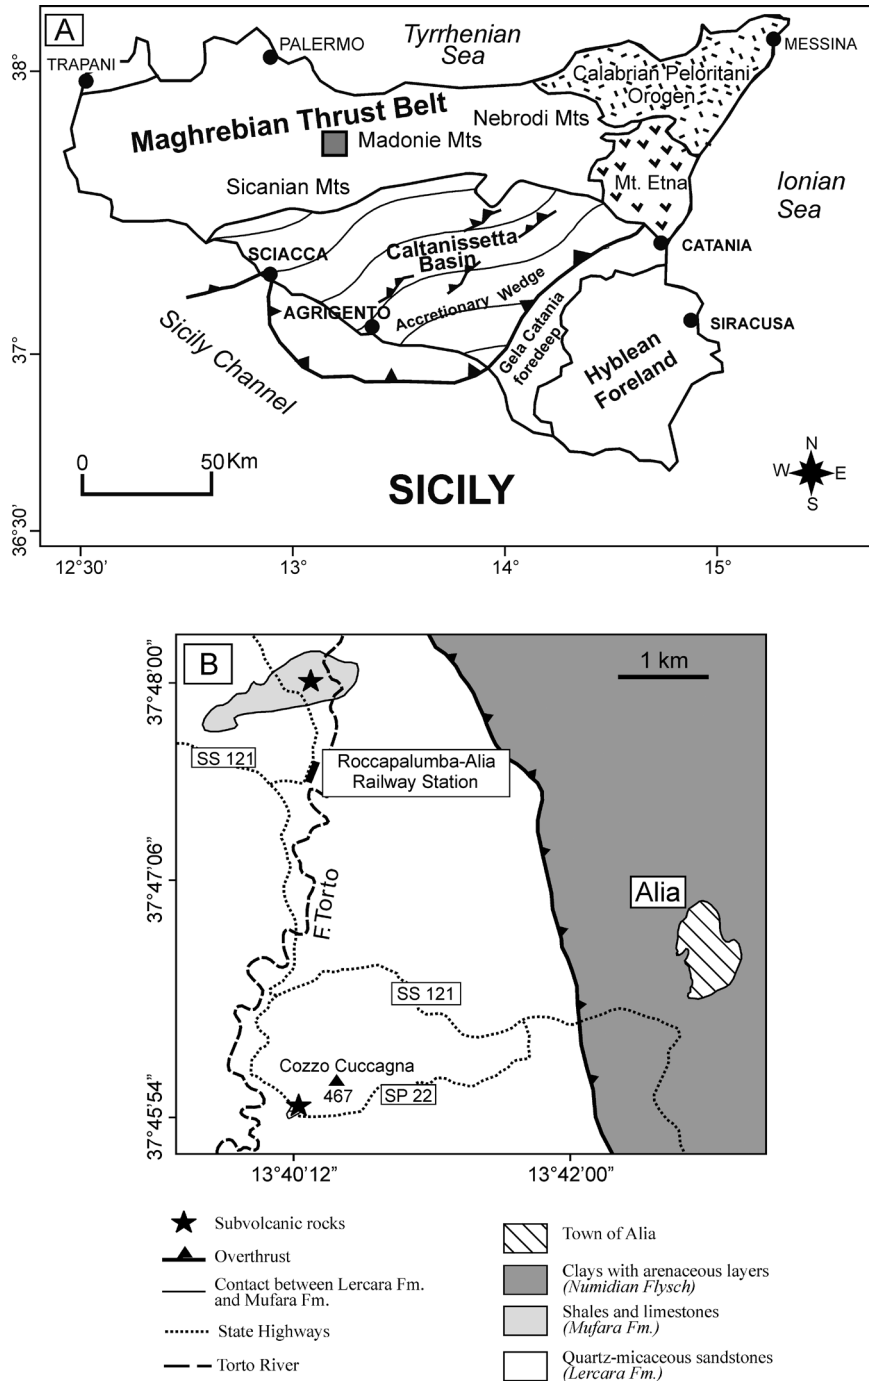 A
Tyrrhenian
Sea
PALERMO
MESSINA
TRAPANI
38°
Calabrian Peloritani
Orogen
Maghrebian Thrust Belt
Nebrodi Mts
Madonie Mts
Sicanian Mts
Mt. Etna
Ionian
Sea
SCIACCA
Caltanissetta
Basin
CATANIA
AGRIGENTO
Accretionary Wedge
Sicily Channel
Gela Catania
foredeep
SIRACUSA
37°
Hyblean
Foreland
0
50 Km
SICILY
N
W
E
S
36°30'
12°30'
13°
14°
15°
B
1 km
37°48'00"
SS 121
Roccapalumba-Alia
Railway Station
37°47'06"
Alia
F. Torto
SS 121
Cozzo Cuccagna
467
SP 22
37°45'54"
13°40'12"
13°42'00"
Subvolcanic rocks
Overthrust
Contact between Lercara Fm.
and Mufara Fm.
State Highways
Torto River
Town of Alia
Clays with arenaceous layers
(Numidian Flysch)
Shales and limestones
(Mufara Fm.)
Quartz-micaceous sandstones
(Lercara Fm.)